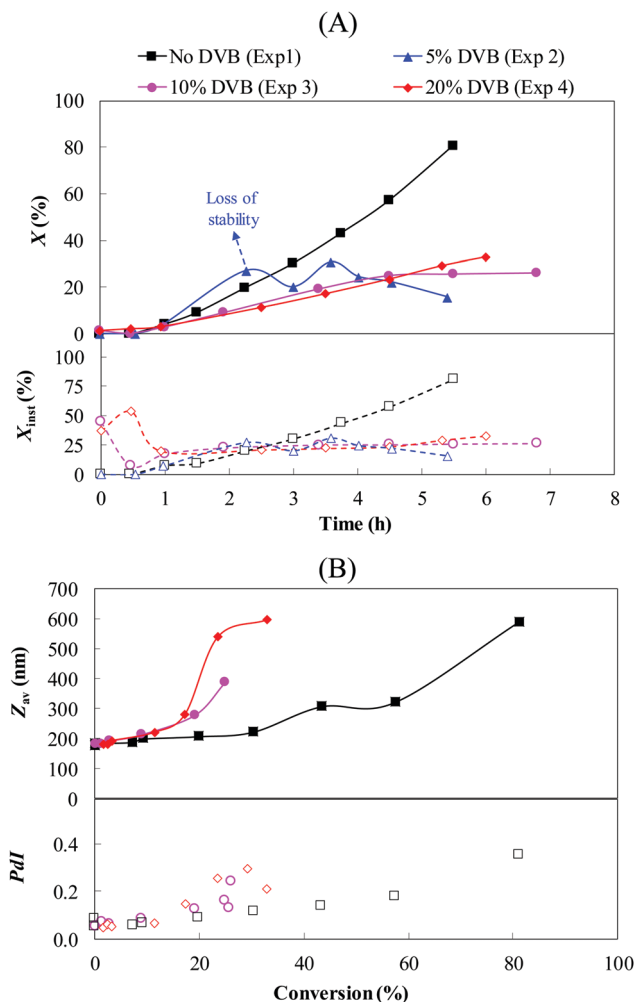 (A)
No DVB (Exp1)
5% DVB (Exp 2)
10% DVB (Exp 3)
20% DVB (Exp 4)
100
80
60
40
20
0
X (%)
Loss of
stability
100
75
50
25
0
Xinst (%)
0 1 2 3 4 5 6 7 8
Time (h)
(B)
700
600
500
400
300
200
100
0
Zav (nm)
0.4
0.2
0.0
PdI
0 20 40 60 80 100
Conversion (%)